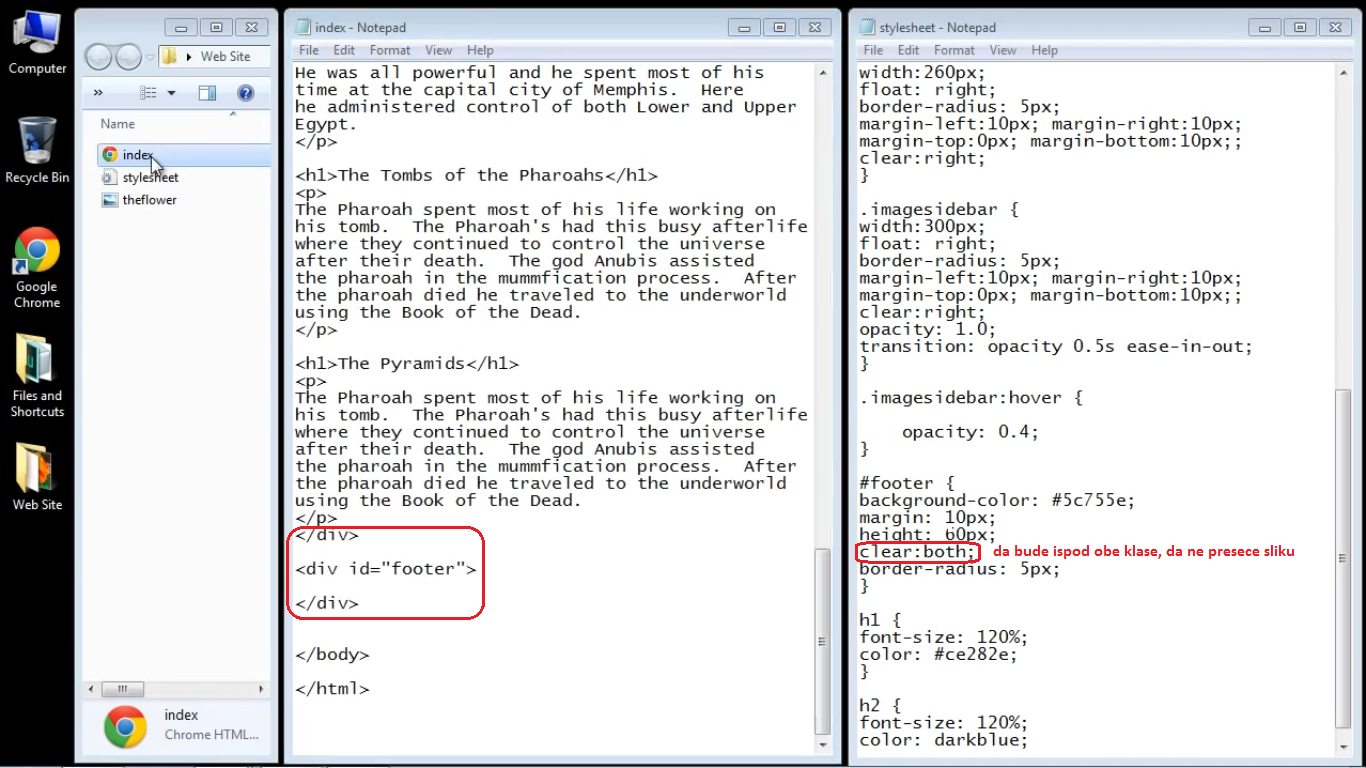 Computer
Recycle Bin
Google
Chrome
Files and
Shortcuts
Web Site
Web Site
»
Name
index
stylesheet
theflower
index
Chrome HTML...
index - Notepad
File Edit Format View Help
He was all powerful and he spent most of his
time at the capital city of Memphis.  Here
he administered control of both Lower and Upper
Egypt.
</p>
<h1>The Tombs of the Pharoahs</h1>
<p>
The Pharoah spent most of his life working on
his tomb.  The Pharoah's had this busy afterlife
where they continued to control the universe
after their death.  The god Anubis assisted
the pharoah in the mummfication process.  After
the pharoah died he traveled to the underworld
using the Book of the Dead.
</p>
<h1>The Pyramids</h1>
<p>
The Pharoah spent most of his life working on
his tomb.  The Pharoah's had this busy afterlife
where they continued to control the universe
after their death.  The god Anubis assisted
the pharoah in the mummfication process.  After
the pharoah died he traveled to the underworld
using the Book of the Dead.
</p>
</div>
<div id="footer">
</div>
</body>
</html>
stylesheet - Notepad
File Edit Format View Help
width:260px;
float: right;
border-radius: 5px;
margin-left:10px; margin-right:10px;
margin-top:0px; margin-bottom:10px;;
clear:right;
}
.imagesidebar {
width:300px;
float: right;
border-radius: 5px;
margin-left:10px; margin-right:10px;
margin-top:0px; margin-bottom:10px;;
clear:right;
opacity: 1.0;
transition: opacity 0.5s ease-in-out;
}
.imagesidebar:hover {
    opacity: 0.4;
}
#footer {
background-color: #5c755e;
margin: 10px;
height: 60px;
clear:both; da bude ispod obe klase, da ne presece sliku
border-radius: 5px;
}
h1 {
font-size: 120%;
color: #ce282e;
}
h2 {
font-size: 120%;
color: darkblue;